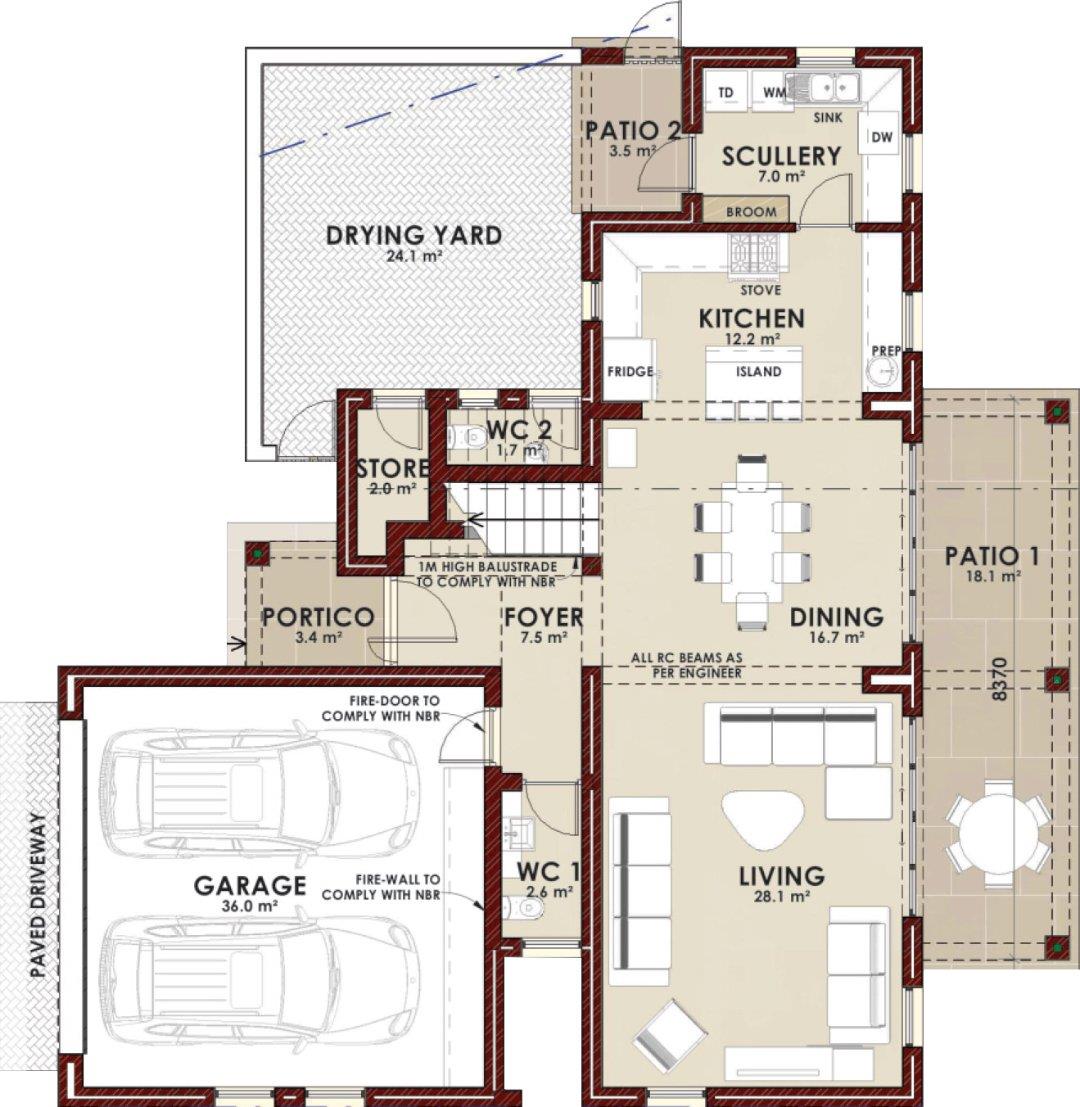 PATIO 2
3.5 m²
TD
WM
SINK
DW
SCULLERY
7.0 m²
BROOM
DRYING YARD
24.1 m²
STOVE
KITCHEN
12.2 m²
PREP
FRIDGE
ISLAND
WC 2
1.7 m²
STORE
2.0 m²
1M HIGH BALUSTRADE
TO COMPLY WITH NBR
PORTICO
3.4 m²
FOYER
7.5 m²
DINING
16.7 m²
PATIO 1
18.1 m²
ALL RC BEAMS AS
PER ENGINEER
8370
FIRE-DOOR TO
COMPLY WITH NBR
PAVED DRIVEWAY
GARAGE
36.0 m²
FIRE-WALL TO
COMPLY WITH NBR
WC 1
2.6 m²
LIVING
28.1 m²